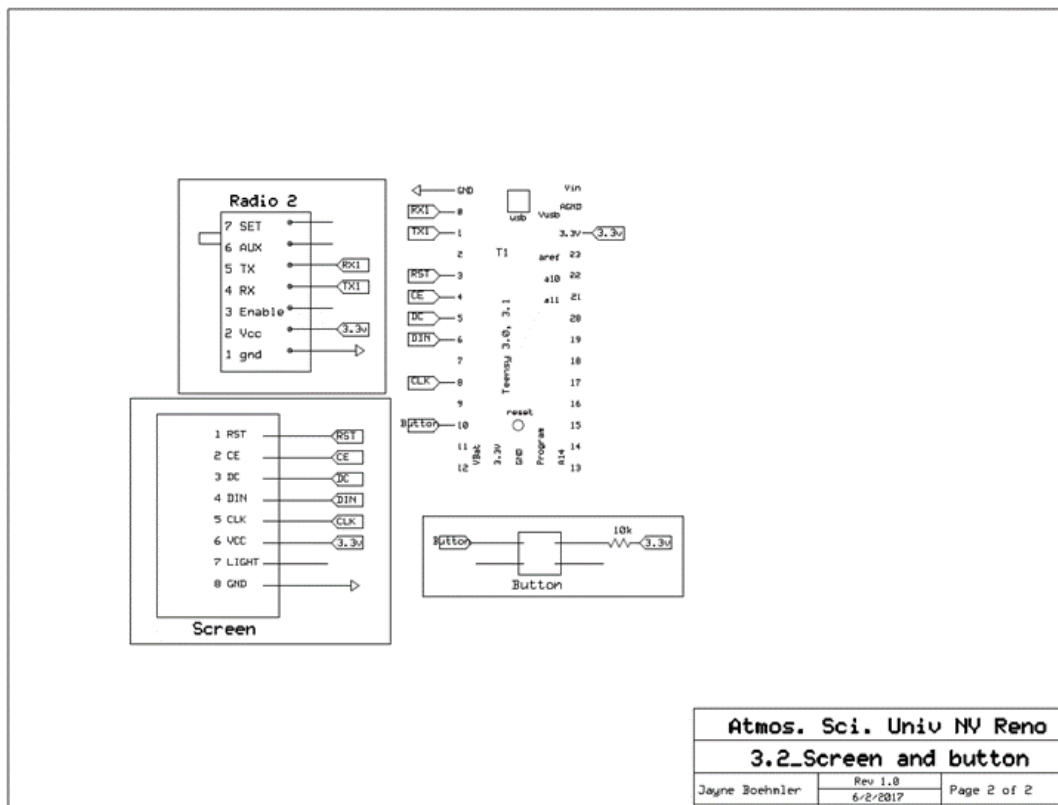 Radio 2
7 SET
6 AUX
5 TX RX1
4 RX TX1
3 Enable
2 Vcc 3.3v
1 gnd
GND usb Vin
RX1 0 Vusb AGND
TX1 1 3.3V 3.3v
2 T1 aref 23
RST 3 a10 22
CE 4 a11 21
DC 5 20
DIN 6 19
7 18
CLK 8 17
9 16
Button 10 15
11 14
12 13
Teensy 3.0, 3.1
reset
VBat 3.3V GND Program A14
1 RST RST
2 CE CE
3 DC DC
4 DIN DIN
5 CLK CLK
6 VCC 3.3v
7 LIGHT
8 GND
Screen
10k
Button 3.3v
Button
Atmos. Sci. Univ NV Reno
3.2_Screen and button
Jayne Boehmler Rev 1.0 Page 2 of 2
6/2/2017